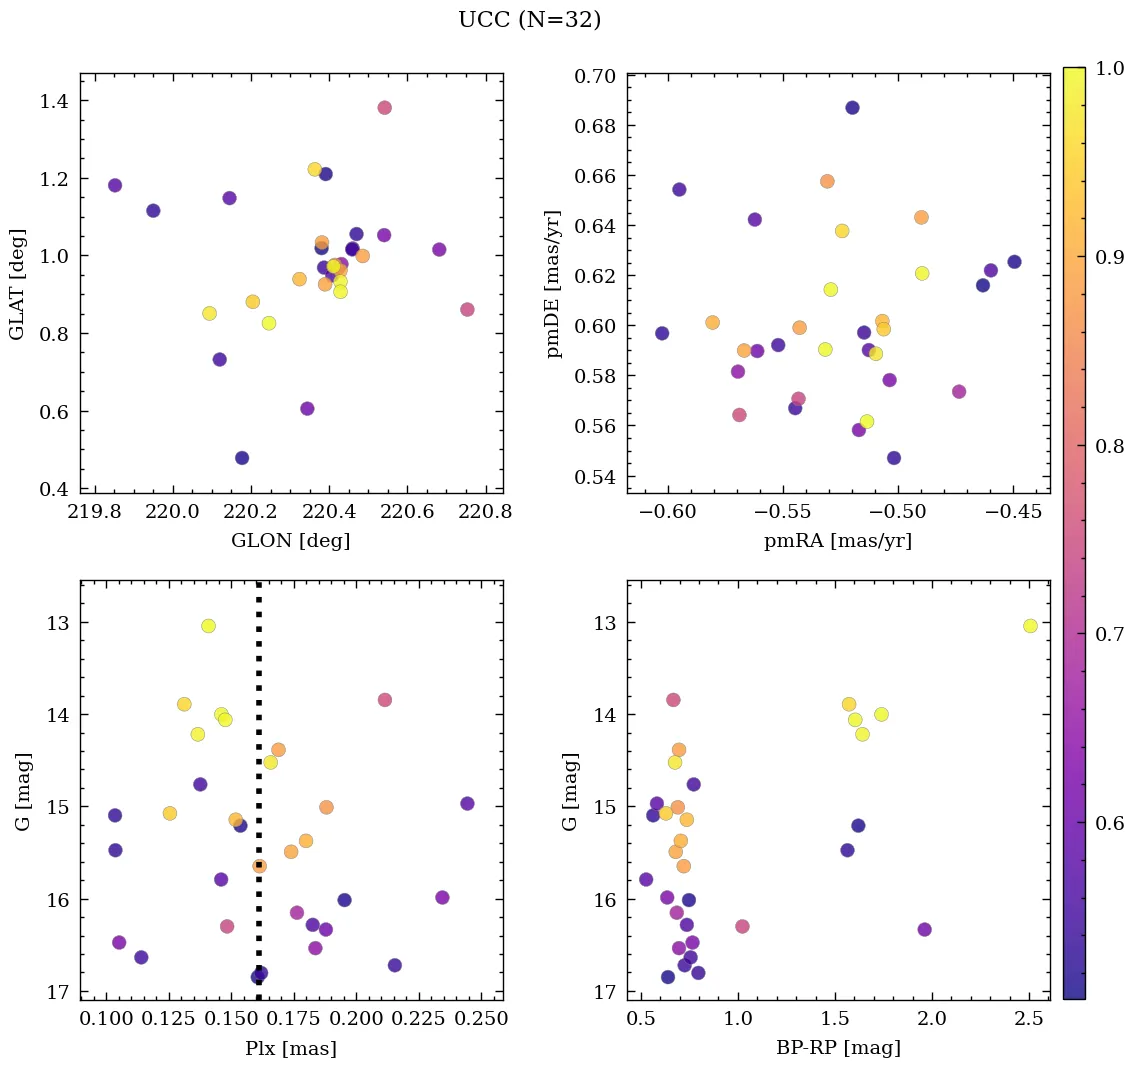 UCC (N=32)
1.4
1.2
1.0
0.8
0.6
0.4
GLAT [deg]
219.8 220.0 220.2 220.4 220.6 220.8
GLON [deg]
0.70
0.68
0.66
0.64
0.62
0.60
0.58
0.56
0.54
pmDE [mas/yr]
−0.60 −0.55 −0.50 −0.45
pmRA [mas/yr]
1.0
0.9
0.8
0.7
0.6
13
14
15
16
17
G [mag]
0.100 0.125 0.150 0.175 0.200 0.225 0.250
Plx [mas]
13
14
15
16
17
G [mag]
0.5 1.0 1.5 2.0 2.5
BP-RP [mag]